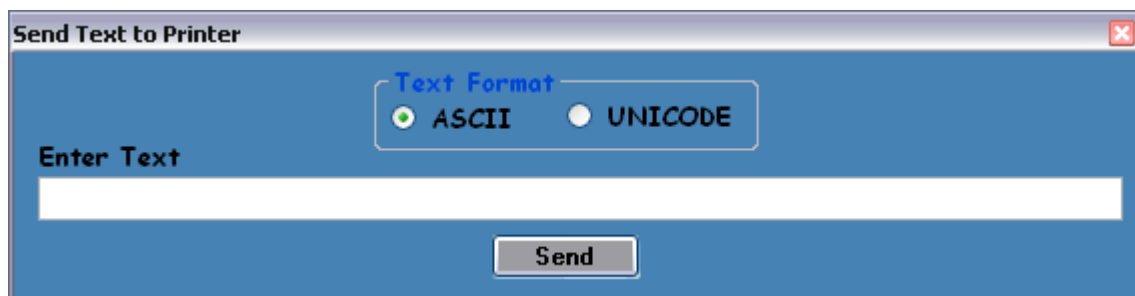 Send Text to Printer
Text Format
ASCII UNICODE
Enter Text
Send